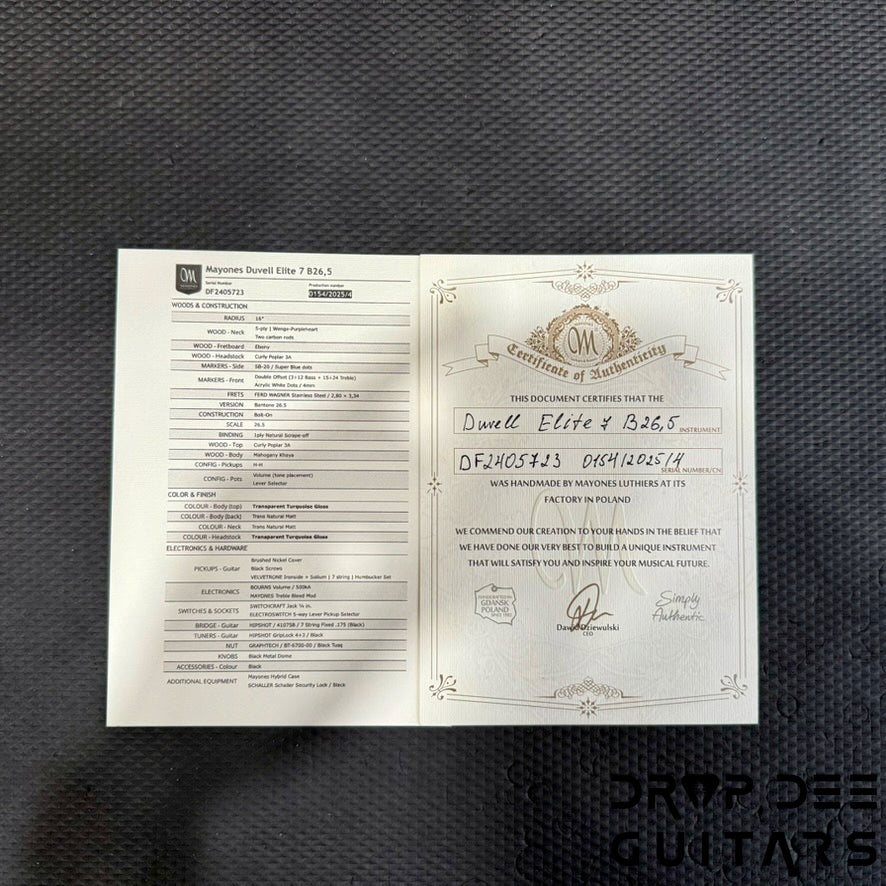 Mayones Duvell Elite 7 B26,5
Serial Number
Production number
DF2405723
0154/2025/4
WOODS & CONSTRUCTION
RADIUS 16"
WOOD - Neck 5-ply | Wenge-Purpleheart
Two carbon rods
WOOD - Fretboard Ebony
WOOD - Headstock Curly Poplar 3A
MARKERS - Side SB-20 / Super Blue dots
MARKERS - Front Double Offset (3÷12 Bass + 15÷24 Treble)
Acrylic White Dots / 4mm
FRETS FERD WAGNER Stainless Steel / 2,80 × 3,34
VERSION Baritone 26.5
CONSTRUCTION Bolt-On
SCALE 26.5
BINDING 1ply Natural Scrape-off
WOOD - Top Curly Poplar 3A
WOOD - Body Mahogany Khaya
CONFIG - Pickups H-H
CONFIG - Pots Volume (tone placement)
Lever Selector
COLOR & FINISH
COLOUR - Body (top) Transparent Turquoise Gloss
COLOUR - Body (back) Trans Natural Matt
COLOUR - Neck Trans Natural Matt
COLOUR - Headstock Transparent Turquoise Gloss
ELECTRONICS & HARDWARE
PICKUPS - Guitar Brushed Nickel Cover
Black Screws
VELVETRONE Ironside + Solium | 7 string | Humbucker Set
ELECTRONICS BOURNS Volume / 500kA
MAYONES Treble Bleed Mod
SWITCHES & SOCKETS SWITCHCRAFT Jack ¼ in.
ELECTROSWITCH 5-way Lever Pickup Selector
BRIDGE - Guitar HIPSHOT / 41075B / 7 String Fixed .175 (Black)
TUNERS - Guitar HIPSHOT GripLock 4+3 / Black
NUT GRAPHTECH / BT-6700-00 / Black Tusq
KNOBS Black Metal Dome
ACCESSORIES - Colour Black
ADDITIONAL EQUIPMENT Mayones Hybrid Case
SCHALLER Schaller Security Lock / Black
M
Certificate of Authenticity
THIS DOCUMENT CERTIFIES THAT THE
Duvell Elite 7 B26,5
INSTRUMENT
DF2405723 0154/2025/4
SERIAL NUMBER/CN
WAS HANDMADE BY MAYONES LUTHIERS AT ITS
FACTORY IN POLAND
WE COMMEND OUR CREATION TO YOUR HANDS IN THE BELIEF THAT
WE HAVE DONE OUR VERY BEST TO BUILD A UNIQUE INSTRUMENT
THAT WILL SATISFY YOU AND INSPIRE YOUR MUSICAL FUTURE.
HANDCRAFTED IN
GDANSK
POLAND
SINCE 1982
Dawid Dziewulski
CEO
Simply
Authentic
DROP DEE
GUITARS